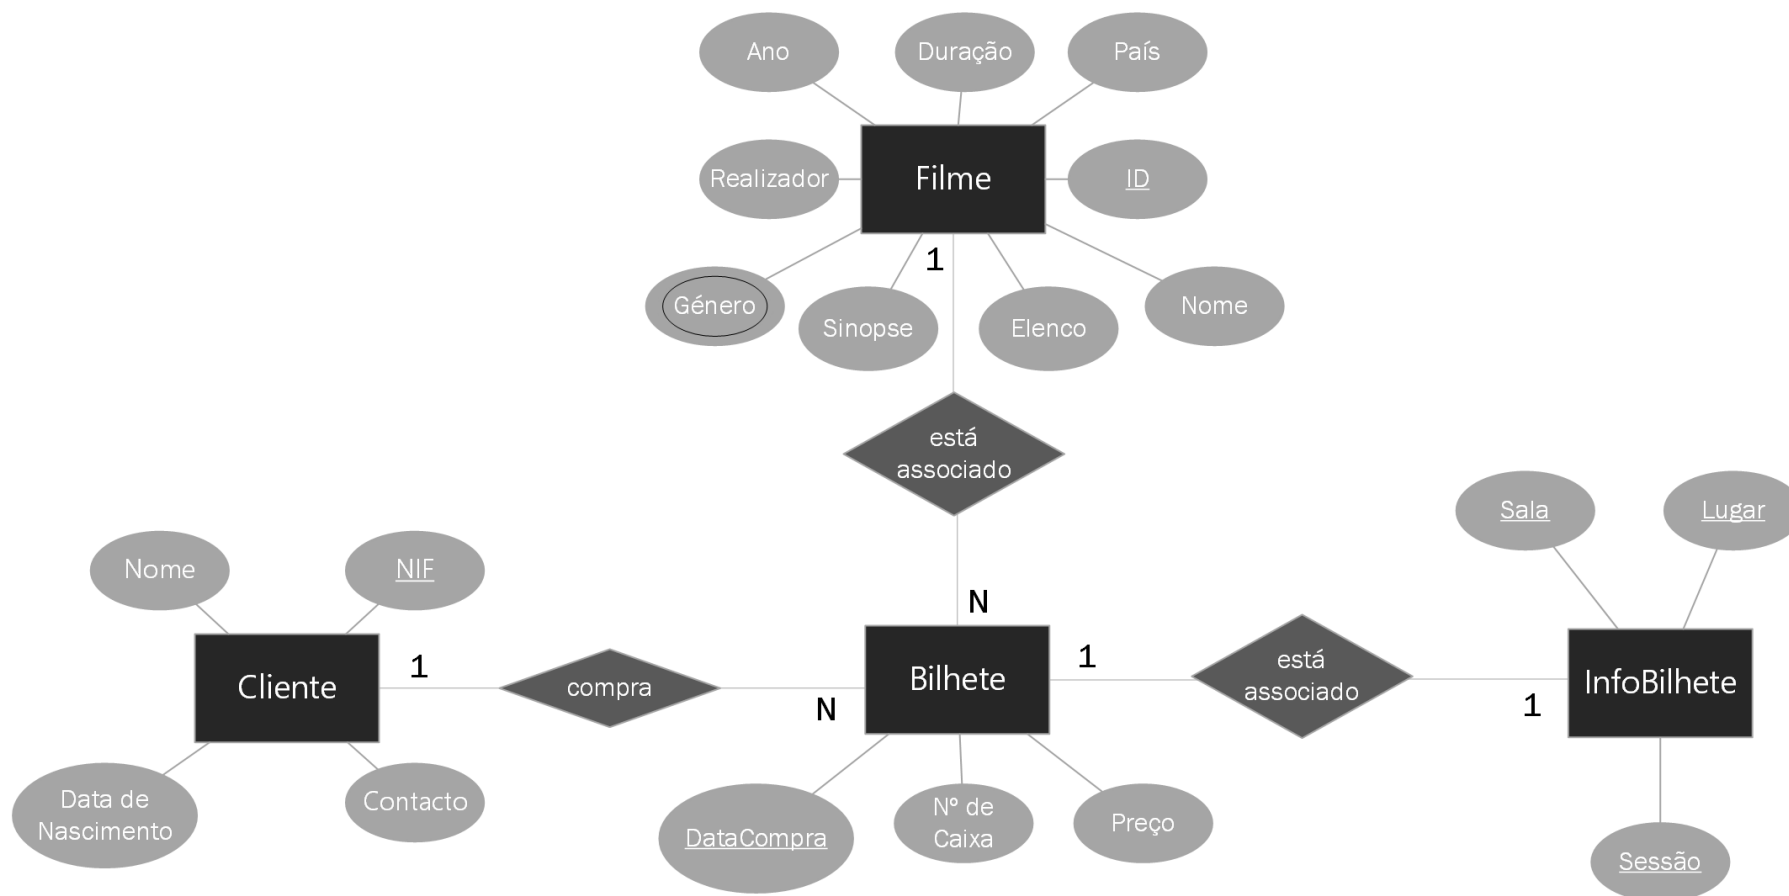 Ano
Duração
País
Realizador
Filme
ID
Género
1
Sinopse
Elenco
Nome
está
associado
Sala
Lugar
Nome
NIF
N
Cliente
1
compra
N
Bilhete
1
está
associado
1
InfoBilhete
Data de
Nascimento
Contacto
DataCompra
Nº de
Caixa
Preço
Sessão